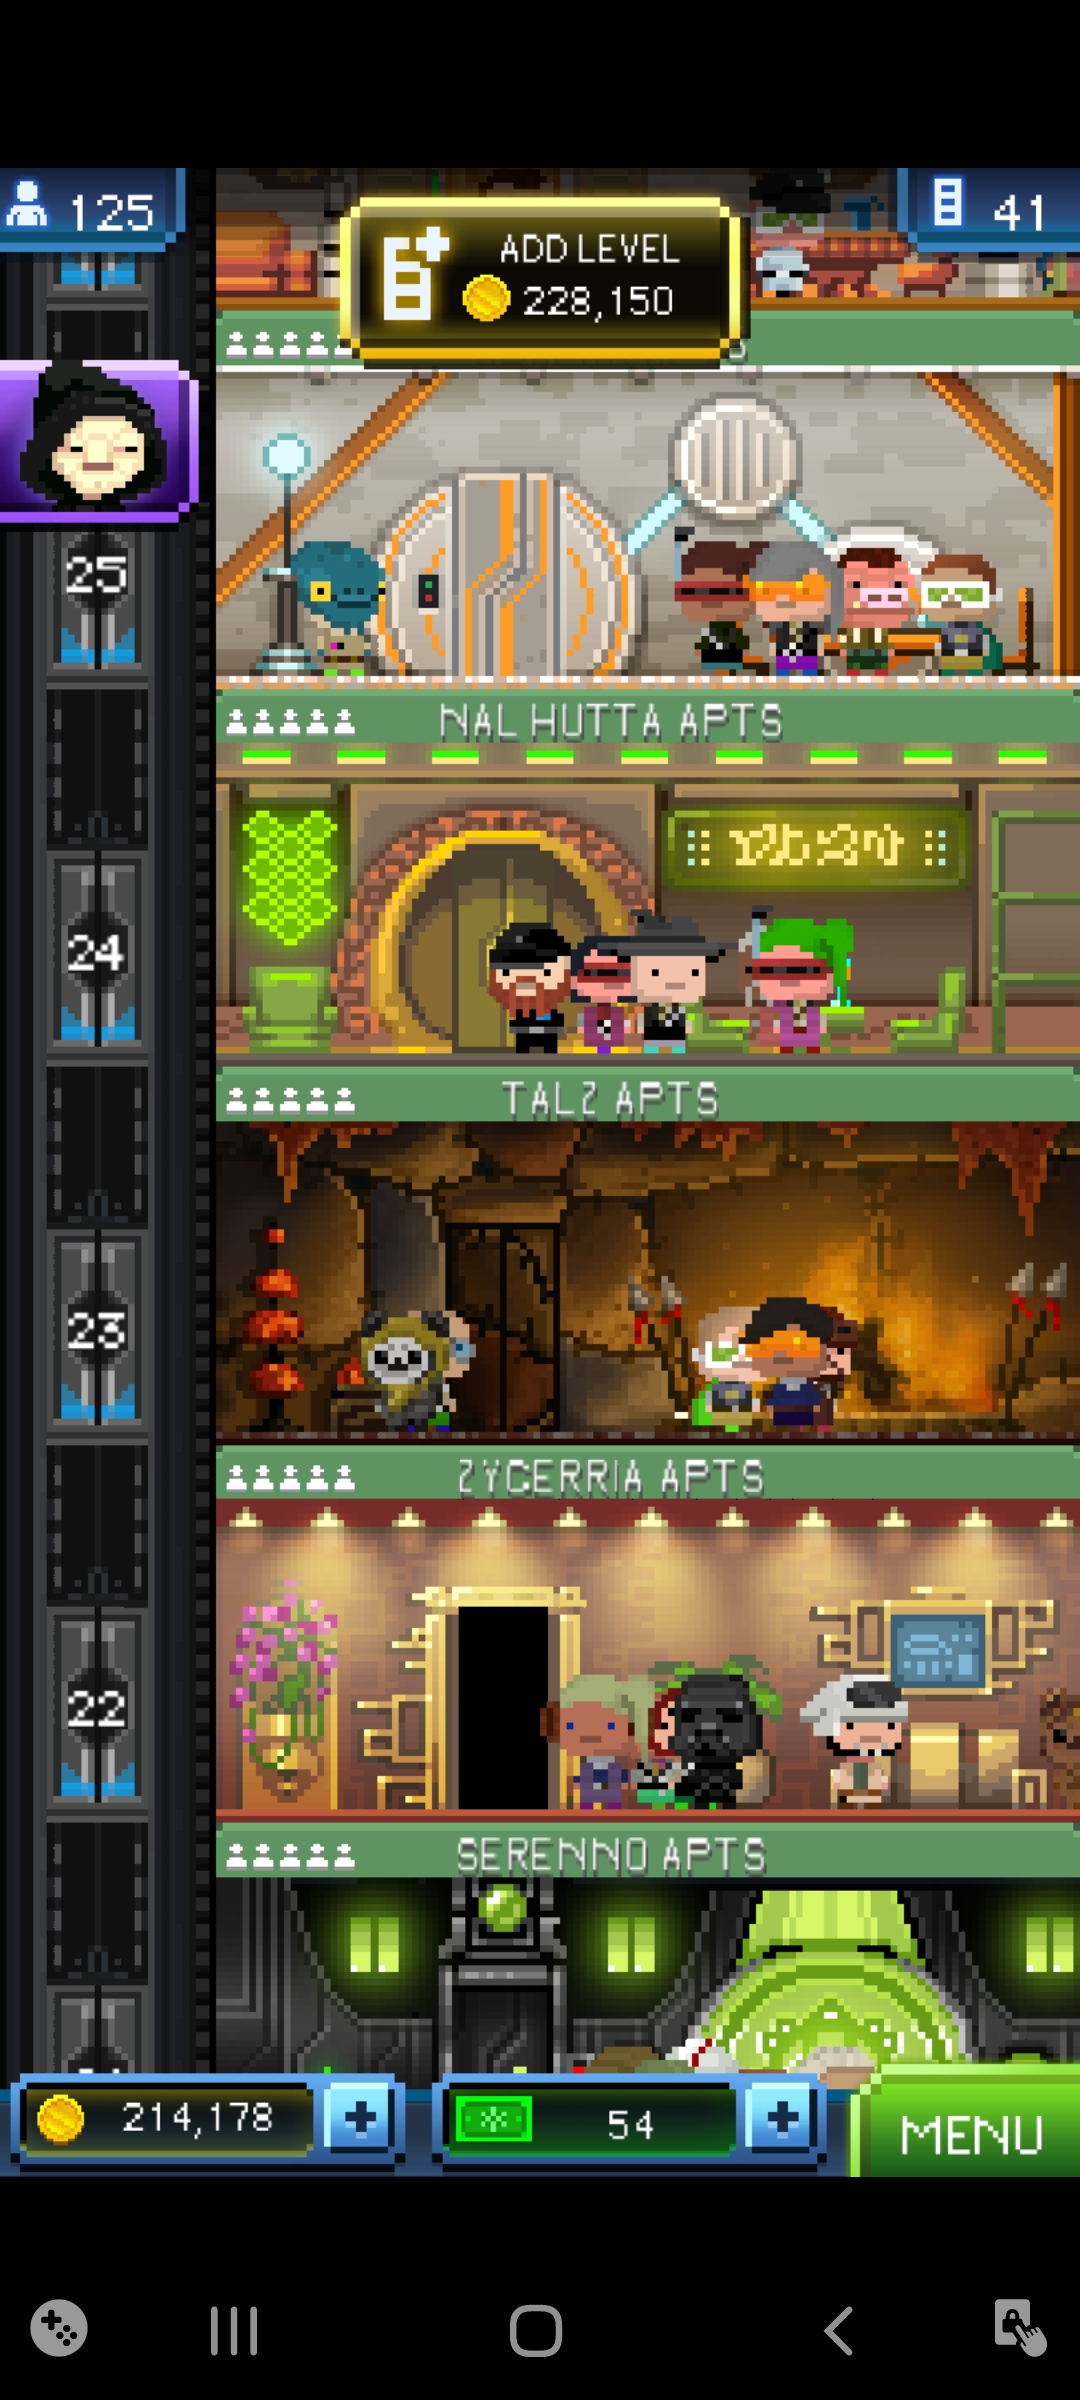 125
ADD LEVEL
228,150
41
25
NAL HUTTA APTS
24
TALZ APTS
23
ZYGERRIA APTS
22
SERENNO APTS
214,178
54
MENU